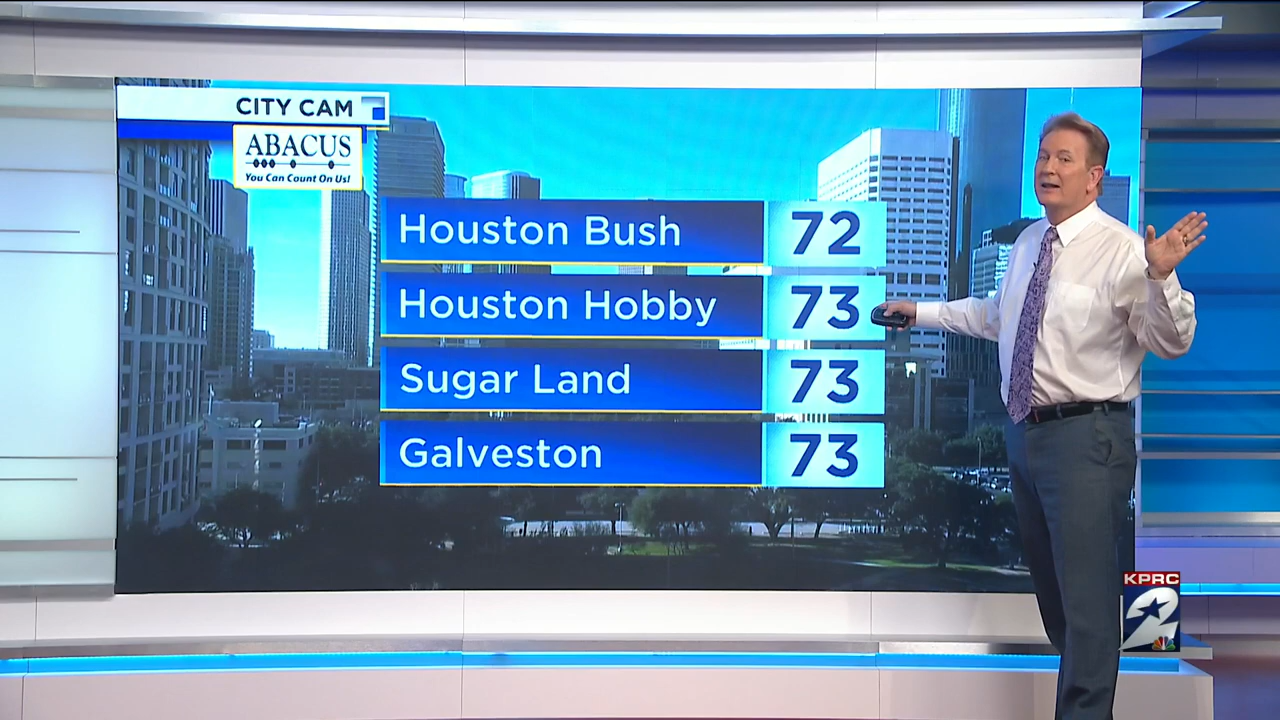 CITY CAM
ABACUS
You Can Count On Us!
Houston Bush 72
Houston Hobby 73
Sugar Land 73
Galveston 73
KPRC
2